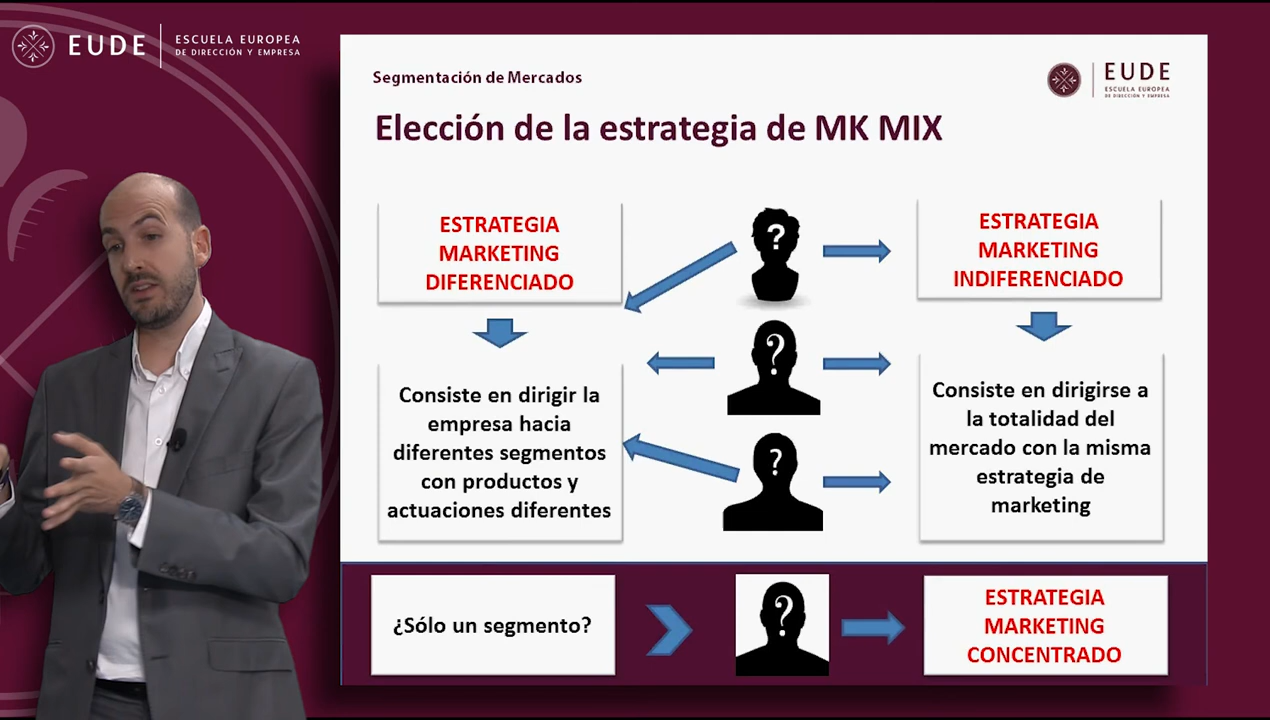 EUDE
ESCUELA EUROPEA
DE DIRECCIÓN Y EMPRESA
Segmentación de Mercados
EUDE
ESCUELA EUROPEA
DE DIRECCIÓN Y EMPRESA
Elección de la estrategia de MK MIX
ESTRATEGIA
MARKETING
DIFERENCIADO
?
ESTRATEGIA
MARKETING
INDIFERENCIADO
Consiste en dirigir la
empresa hacia
diferentes segmentos
con productos y
actuaciones diferentes
?
?
Consiste en dirigirse a
la totalidad del
mercado con la misma
estrategia de
marketing
¿Sólo un segmento?
?
ESTRATEGIA
MARKETING
CONCENTRADO